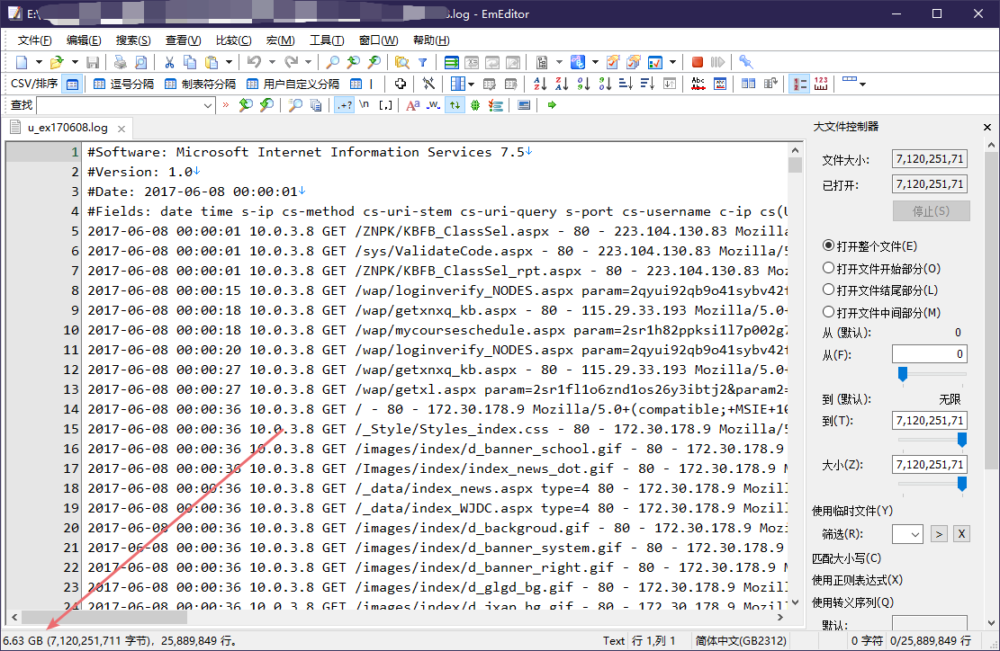 E:\ .log - EmEditor
文件(F) 编辑(E) 搜索(S) 查看(V) 比较(C) 宏(M) 工具(T) 窗口(W) 帮助(H)
CSV/排序 逗号分隔 制表符分隔 用户自定义分隔
查找
u_ex170608.log
1 #Software: Microsoft Internet Information Services 7.5↓
2 #Version: 1.0↓
3 #Date: 2017-06-08 00:00:01↓
4 #Fields: date time s-ip cs-method cs-uri-stem cs-uri-query s-port cs-username c-ip cs(U
5 2017-06-08 00:00:01 10.0.3.8 GET /ZNPK/KBFB_ClassSel.aspx - 80 - 223.104.130.83 Mozilla
6 2017-06-08 00:00:01 10.0.3.8 GET /sys/ValidateCode.aspx - 80 - 223.104.130.83 Mozilla/5
7 2017-06-08 00:00:01 10.0.3.8 GET /ZNPK/KBFB_ClassSel_rpt.aspx - 80 - 223.104.130.83 Moz
8 2017-06-08 00:00:15 10.0.3.8 GET /wap/loginverify_NODES.aspx param=2qyui92qb9o41sybv42f
9 2017-06-08 00:00:18 10.0.3.8 GET /wap/getxnxq_kb.aspx - 80 - 115.29.33.193 Mozilla/5.0+
10 2017-06-08 00:00:18 10.0.3.8 GET /wap/mycourseschedule.aspx param=2sr1h82ppksi1l7p002g7
11 2017-06-08 00:00:20 10.0.3.8 GET /wap/loginverify_NODES.aspx param=2qyui92qb9o41sybv42f
12 2017-06-08 00:00:27 10.0.3.8 GET /wap/getxnxq_kb.aspx - 80 - 115.29.33.193 Mozilla/5.0+
13 2017-06-08 00:00:27 10.0.3.8 GET /wap/getxl.aspx param=2sr1fl1o6znd1os26y3ibtj2&param2=
14 2017-06-08 00:00:36 10.0.3.8 GET / - 80 - 172.30.178.9 Mozilla/5.0+(compatible;+MSIE+10
15 2017-06-08 00:00:36 10.0.3.8 GET /_Style/Styles_index.css - 80 - 172.30.178.9 Mozilla/5
16 2017-06-08 00:00:36 10.0.3.8 GET /images/index/d_banner_school.gif - 80 - 172.30.178.9
17 2017-06-08 00:00:36 10.0.3.8 GET /Images/index/index_news_dot.gif - 80 - 172.30.178.9 M
18 2017-06-08 00:00:36 10.0.3.8 GET /_data/index_news.aspx type=4 80 - 172.30.178.9 Mozill
19 2017-06-08 00:00:36 10.0.3.8 GET /_data/index_WJDC.aspx type=4 80 - 172.30.178.9 Mozill
20 2017-06-08 00:00:36 10.0.3.8 GET /images/index/d_backgroud.gif - 80 - 172.30.178.9 Mozi
21 2017-06-08 00:00:36 10.0.3.8 GET /images/index/d_banner_system.gif - 80 - 172.30.178.9
22 2017-06-08 00:00:36 10.0.3.8 GET /images/index/d_banner_right.gif - 80 - 172.30.178.9 M
23 2017-06-08 00:00:36 10.0.3.8 GET /images/index/d_glgd_bg.gif - 80 - 172.30.178.9 Mozill
24 2017-06-08 00:00:36 10.0.3.8 GET /images/index/d_jxap_bg.gif - 80 - 172.30.178.9 Mozill
大文件控制器
文件大小: 7,120,251,71
已打开: 7,120,251,71
停止(S)
打开整个文件(E)
打开文件开始部分(O)
打开文件结尾部分(L)
打开文件中间部分(M)
从 (默认): 0
从(F): 0
到 (默认): 无限
到(T): 7,120,251,71
大小(Z): 7,120,251,71
使用临时文件(Y)
筛选(R): > X
匹配大小写(C)
使用正则表达式(X)
使用转义序列(Q)
默认:
6.63 GB (7,120,251,711 字节)，25,889,849 行。 Text 行 1,列 1 简体中文(GB2312) 0 字符 0/25,889,849 行